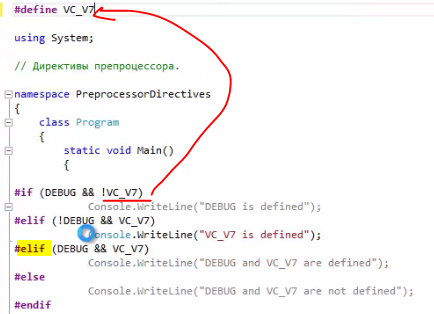 #define VC_V7
using System;
// Директивы препроцессора.
namespace PreprocessorDirectives
{
class Program
{
static void Main()
{
#if (DEBUG && !VC_V7)
Console.WriteLine("DEBUG is defined");
#elif (!DEBUG && VC_V7)
Console.WriteLine("VC_V7 is defined");
#elif (DEBUG && VC_V7)
Console.WriteLine("DEBUG and VC_V7 are defined");
#else
Console.WriteLine("DEBUG and VC_V7 are not defined");
#endif